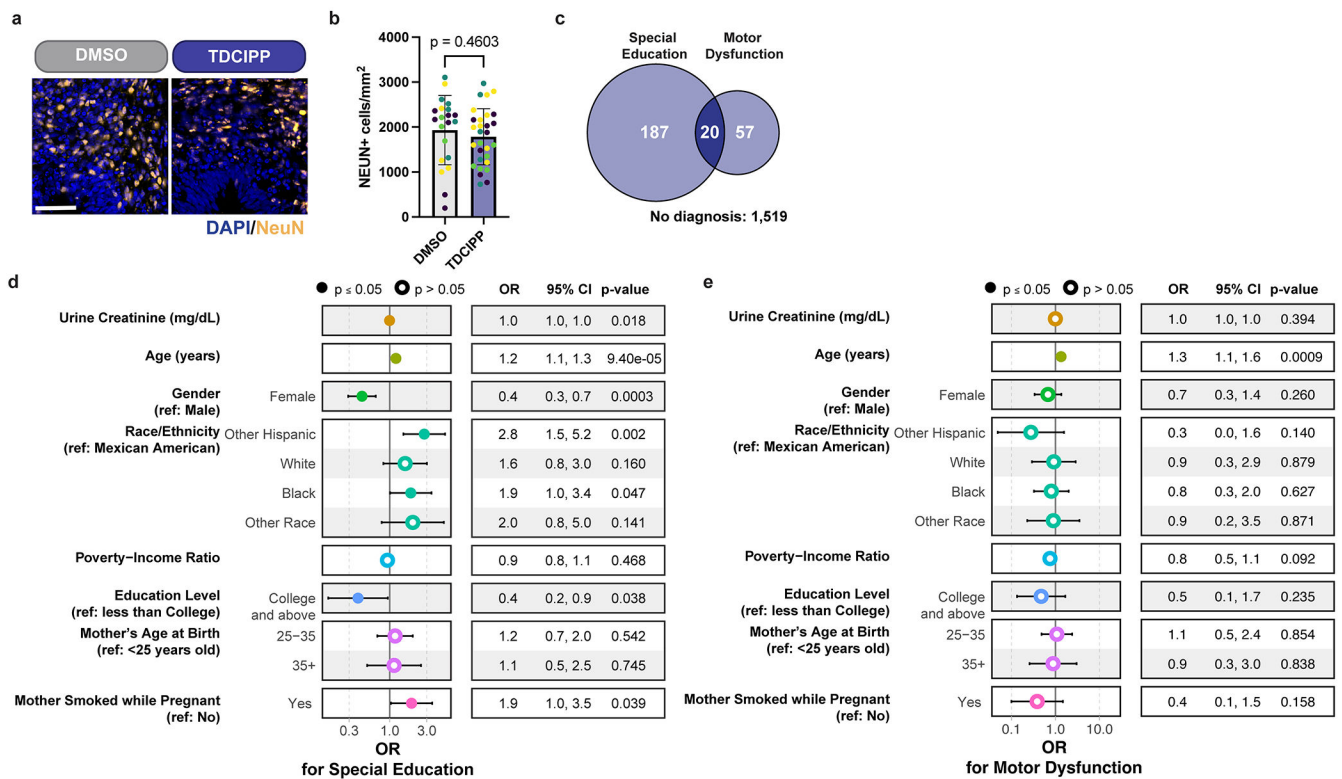 a
DMSO
TDCIPP
DAPI/NeuN
b
p = 0.4603
NEUN+ cells/mm²
4000
3000
2000
1000
0
DMSO
TDCIPP
c
Special
Education
Motor
Dysfunction
187
20
57
No diagnosis: 1,519
d
p ≤ 0.05
p > 0.05
OR 95% CI p-value
Urine Creatinine (mg/dL) 1.0 1.0, 1.0 0.018
Age (years) 1.2 1.1, 1.3 9.40e-05
Gender
(ref: Male)
Female 0.4 0.3, 0.7 0.0003
Race/Ethnicity
(ref: Mexican American)
Other Hispanic 2.8 1.5, 5.2 0.002
White 1.6 0.8, 3.0 0.160
Black 1.9 1.0, 3.4 0.047
Other Race 2.0 0.8, 5.0 0.141
Poverty−Income Ratio 0.9 0.8, 1.1 0.468
Education Level
(ref: less than College)
College
and above
0.4 0.2, 0.9 0.038
Mother's Age at Birth
(ref: <25 years old)
25−35 1.2 0.7, 2.0 0.542
35+ 1.1 0.5, 2.5 0.745
Mother Smoked while Pregnant
(ref: No)
Yes 1.9 1.0, 3.5 0.039
0.3 1.0 3.0
OR
for Special Education
e
p ≤ 0.05
p > 0.05
OR 95% CI p-value
Urine Creatinine (mg/dL) 1.0 1.0, 1.0 0.394
Age (years) 1.3 1.1, 1.6 0.0009
Gender
(ref: Male)
Female 0.7 0.3, 1.4 0.260
Race/Ethnicity
(ref: Mexican American)
Other Hispanic 0.3 0.0, 1.6 0.140
White 0.9 0.3, 2.9 0.879
Black 0.8 0.3, 2.0 0.627
Other Race 0.9 0.2, 3.5 0.871
Poverty−Income Ratio 0.8 0.5, 1.1 0.092
Education Level
(ref: less than College)
College
and above
0.5 0.1, 1.7 0.235
Mother's Age at Birth
(ref: <25 years old)
25−35 1.1 0.5, 2.4 0.854
35+ 0.9 0.3, 3.0 0.838
Mother Smoked while Pregnant
(ref: No)
Yes 0.4 0.1, 1.5 0.158
0.1 1.0 10.0
OR
for Motor Dysfunction